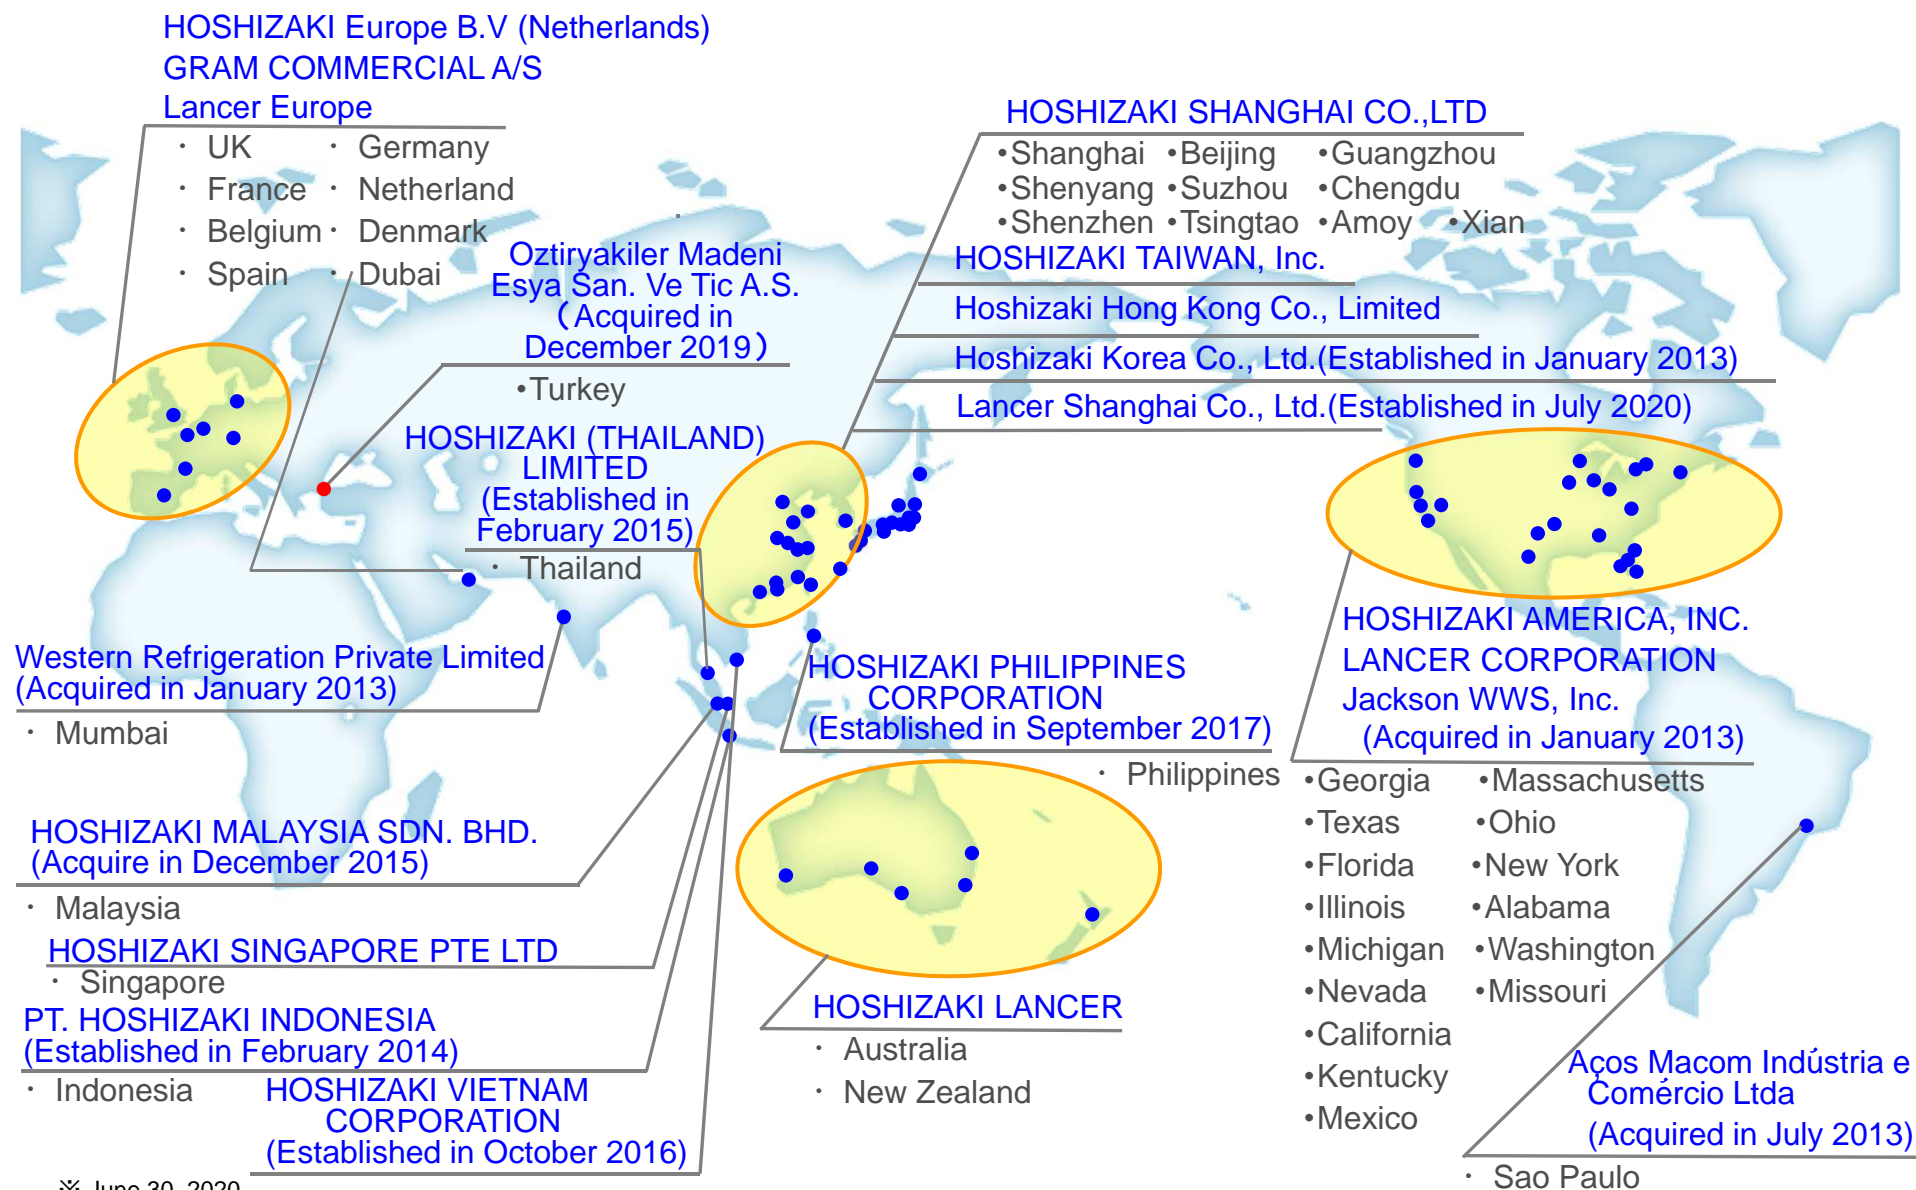 HOSHIZAKI Europe B.V (Netherlands)
GRAM COMMERCIAL A/S
Lancer Europe
・ UK ・ Germany
・ France ・ Netherland
・ Belgium ・ Denmark
・ Spain ・ Dubai
Oztiryakiler Madeni
Esya San. Ve Tic A.S.
（Acquired in
December 2019）
•Turkey
HOSHIZAKI (THAILAND)
LIMITED
(Established in
February 2015)
・ Thailand
HOSHIZAKI SHANGHAI CO.,LTD
•Shanghai •Beijing •Guangzhou
•Shenyang •Suzhou •Chengdu
•Shenzhen •Tsingtao •Amoy •Xian
HOSHIZAKI TAIWAN, Inc.
Hoshizaki Hong Kong Co., Limited
Hoshizaki Korea Co., Ltd.(Established in January 2013)
Lancer Shanghai Co., Ltd.(Established in July 2020)
Western Refrigeration Private Limited
(Acquired in January 2013)
・ Mumbai
HOSHIZAKI PHILIPPINES
CORPORATION
(Established in September 2017)
・ Philippines
HOSHIZAKI AMERICA, INC.
LANCER CORPORATION
Jackson WWS, Inc.
(Acquired in January 2013)
•Georgia •Massachusetts
•Texas •Ohio
•Florida •New York
•Illinois •Alabama
•Michigan •Washington
•Nevada •Missouri
•California
•Kentucky
•Mexico
HOSHIZAKI MALAYSIA SDN. BHD.
(Acquire in December 2015)
・ Malaysia
HOSHIZAKI SINGAPORE PTE LTD
・ Singapore
PT. HOSHIZAKI INDONESIA
(Established in February 2014)
・ Indonesia
HOSHIZAKI VIETNAM
CORPORATION
(Established in October 2016)
HOSHIZAKI LANCER
・ Australia
・ New Zealand
Aços Macom Indústria e
Comércio Ltda
(Acquired in July 2013)
・ Sao Paulo
※ June 30, 2020